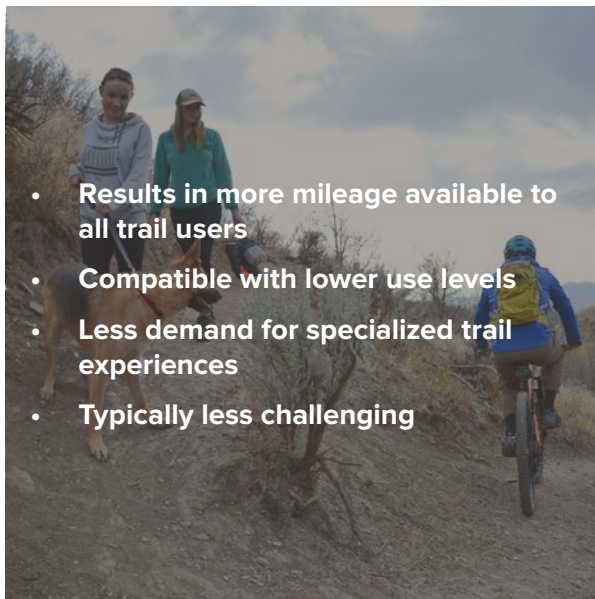 • Results in more mileage available to
all trail users
• Compatible with lower use levels
• Less demand for specialized trail
experiences
• Typically less challenging